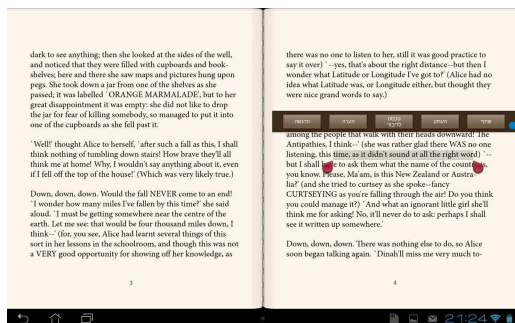 dark to see anything; then she looked at the sides of the well,
and noticed that they were filled with cupboards and book-
shelves; here and there she saw maps and pictures hung upon
pegs. She took down a jar from one of the shelves as she
passed; it was labelled `ORANGE MARMALADE', but to her
great disappointment it was empty: she did not like to drop
the jar for fear of killing somebody, so managed to put it into
one of the cupboards as she fell past it.
`Well!' thought Alice to herself, `after such a fall as this, I shall
think nothing of tumbling down stairs! How brave they'll all
think me at home! Why, I wouldn't say anything about it, even
if I fell off the top of the house!' (Which was very likely true.)
Down, down, down. Would the fall NEVER come to an end!
`I wonder how many miles I've fallen by this time?' she said
aloud. `I must be getting somewhere near the centre of the
earth. Let me see: that would be four thousand miles down, I
think--' (for, you see, Alice had learnt several things of this
sort in her lessons in the schoolroom, and though this was not
a VERY good opportunity for showing off her knowledge, as
3
there was no one to listen to her, still it was good practice to
say it over) `--yes, that's about the right distance--but then I
wonder what Latitude or Longitude I've got to?' (Alice had no
idea what Latitude was, or Longitude either, but thought they
were nice grand words to say.)
שתף העתק טקסט לדיבור הערה
among the people that walk with their heads downward! The
Antipathies, I think--' (she was rather glad there WAS no one
listening, this time, as it didn't sound at all the right word) `--
but I shall have to ask them what the name of the country is,
you know. Please, Ma'am, is this New Zealand or Austra
lia?' (and she tried to curtsey as she spoke--fancy
CURTSEYING as you're falling through the air! Do you think
you could manage it?) `And what an ignorant little girl she'll
think me for asking! No, it'll never do to ask: perhaps I shall
see it written up somewhere.'
Down, down, down. There was nothing else to do, so Alice
soon began talking again. `Dinah'll miss me very much to-
4
21:24